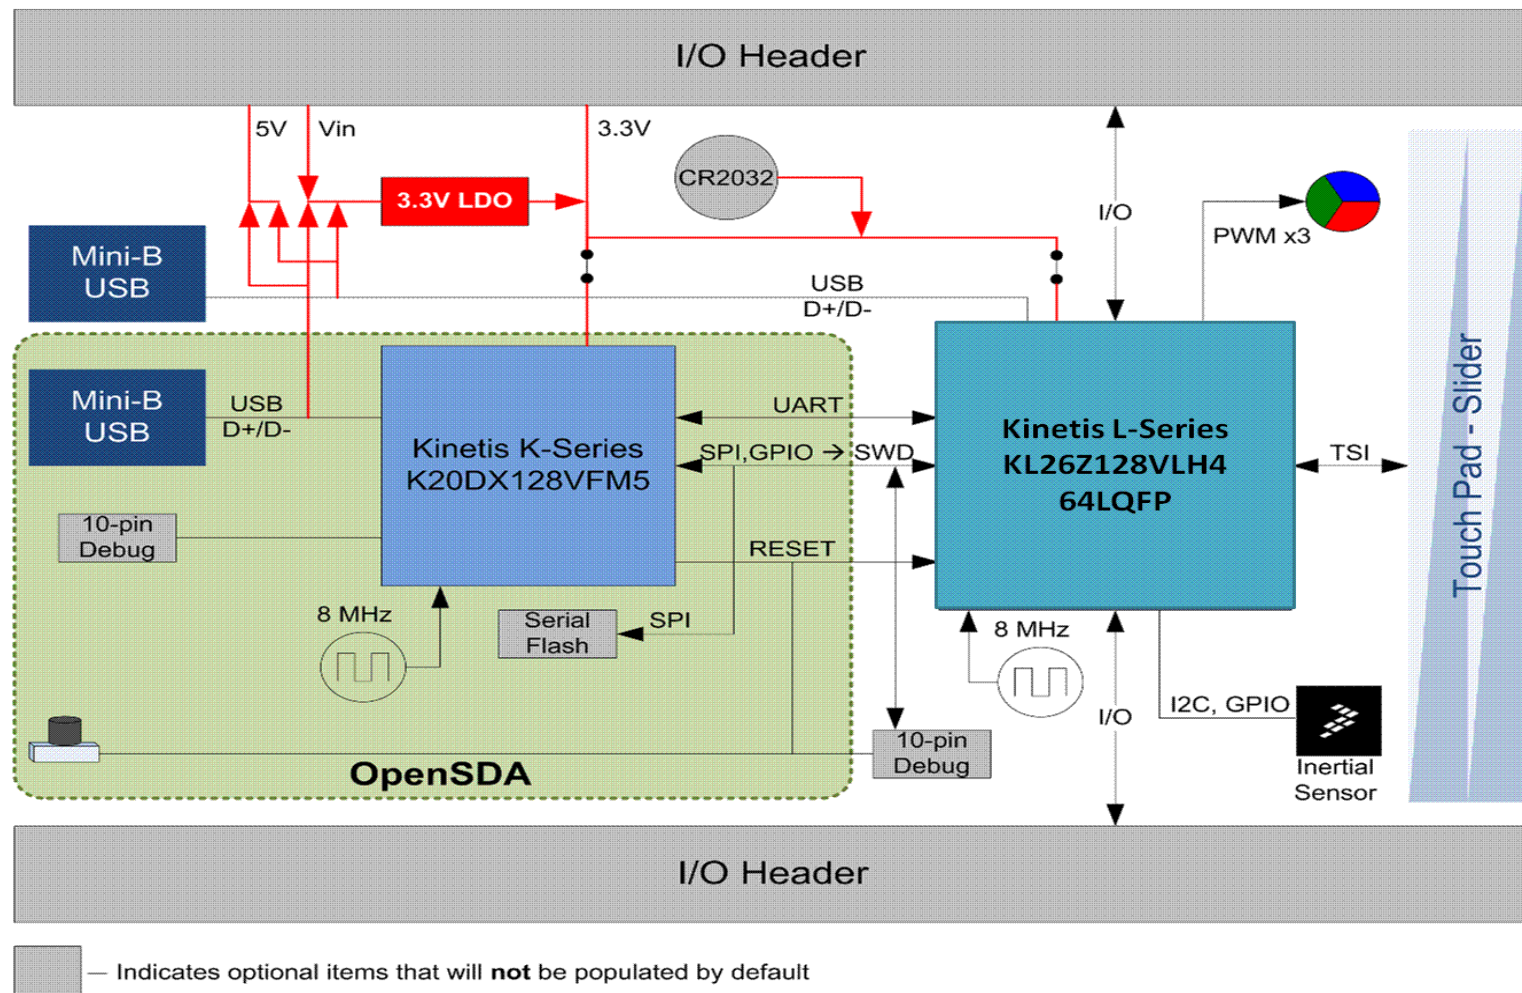 I/O Header
5V
Vin
3.3V
CR2032
3.3V LDO
I/O
PWM x3
Mini-B
USB
USB
D+/D-
Mini-B
USB
USB
D+/D-
Kinetis K-Series
K20DX128VFM5
UART
SPI,GPIO → SWD
RESET
Kinetis L-Series
KL26Z128VLH4
64LQFP
TSI
Touch Pad - Slider
10-pin
Debug
8 MHz
Serial
Flash
SPI
8 MHz
I/O
I2C, GPIO
Inertial
Sensor
10-pin
Debug
OpenSDA
I/O Header
— Indicates optional items that will not be populated by default